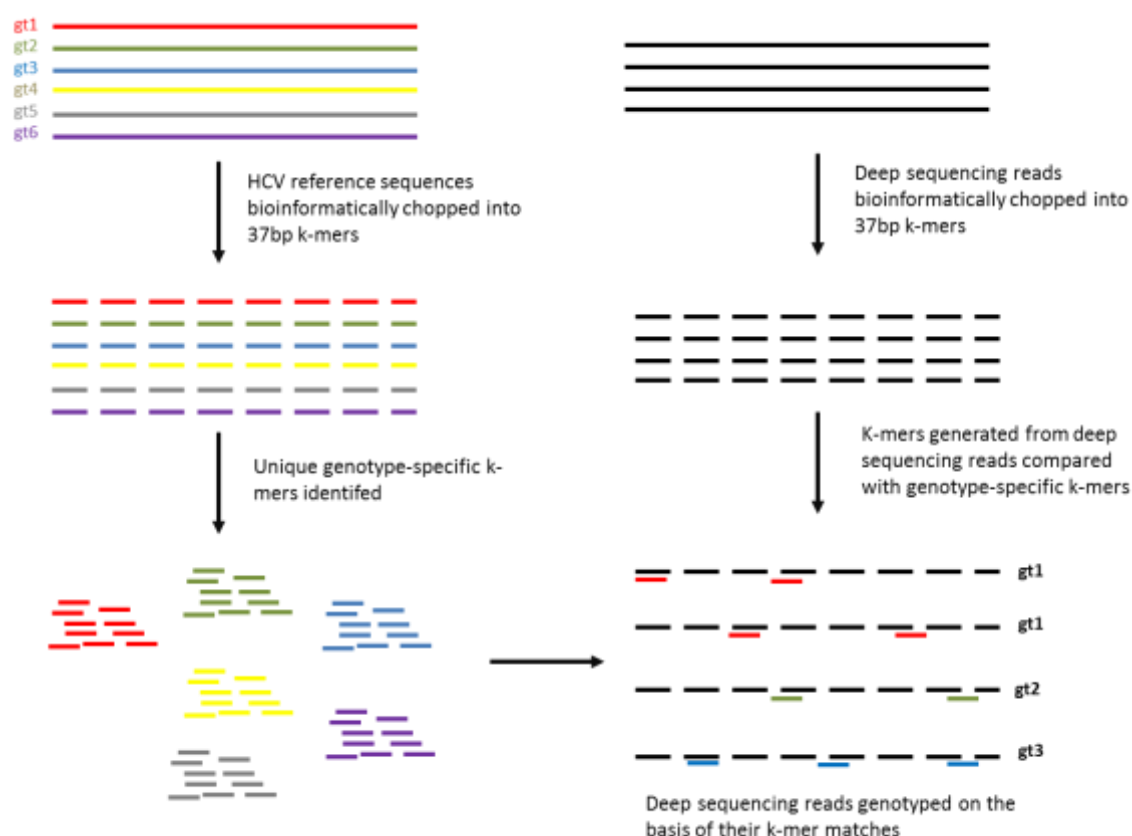 gt1
gt2
gt3
gt4
gt5
gt6
HCV reference sequences
bioinformatically chopped into
37bp k-mers
Unique genotype-specific k-
mers identifed
Deep sequencing reads
bioinformatically chopped into
37bp k-mers
K-mers generated from deep
sequencing reads compared
with genotype-specific k-mers
gt1
gt1
gt2
gt3
Deep sequencing reads genotyped on the
basis of their k-mer matches